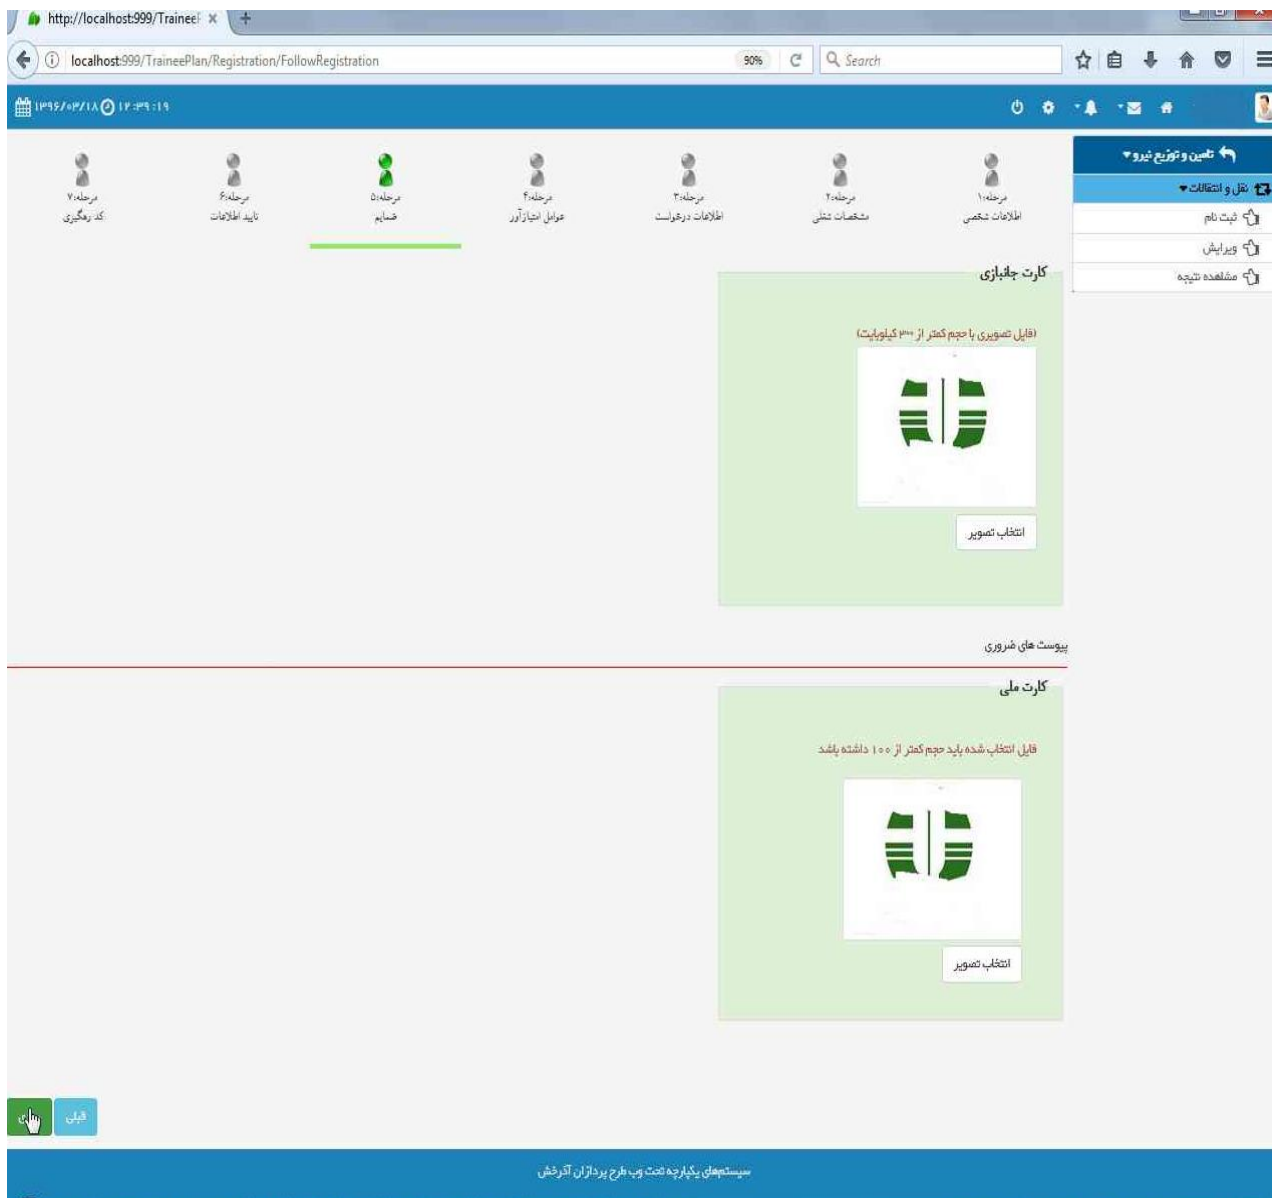 http://localhost:999/TraineeP
localhost:999/TraineePlan/Registration/FollowRegistration
90%
Search
۱۳۹۶/۰۳/۱۸ ۱۲:۳۹:۱۹
تامین و توزیع نیرو
نقل و انتقالات
ثبت نام
ویرایش
مشاهده نتیجه
مرحله:۱
اطلاعات شخصی
مرحله:۲
مشخصات شغلی
مرحله:۳
اطلاعات درخواست
مرحله:۴
عوامل امتیازآور
مرحله:۵
ضمایم
مرحله:۶
تایید اطلاعات
مرحله:۷
کد رهگیری
کارت جانبازی
(فایل تصویری با حجم کمتر از ۳۰۰ کیلوبایت)
انتخاب تصویر
پیوست های ضروری
کارت ملی
فایل انتخاب شده باید حجم کمتر از ۱۰۰ داشته باشد
انتخاب تصویر
قبلی
سیستمهای یکپارچه تحت وب طرح پردازان آذرخش